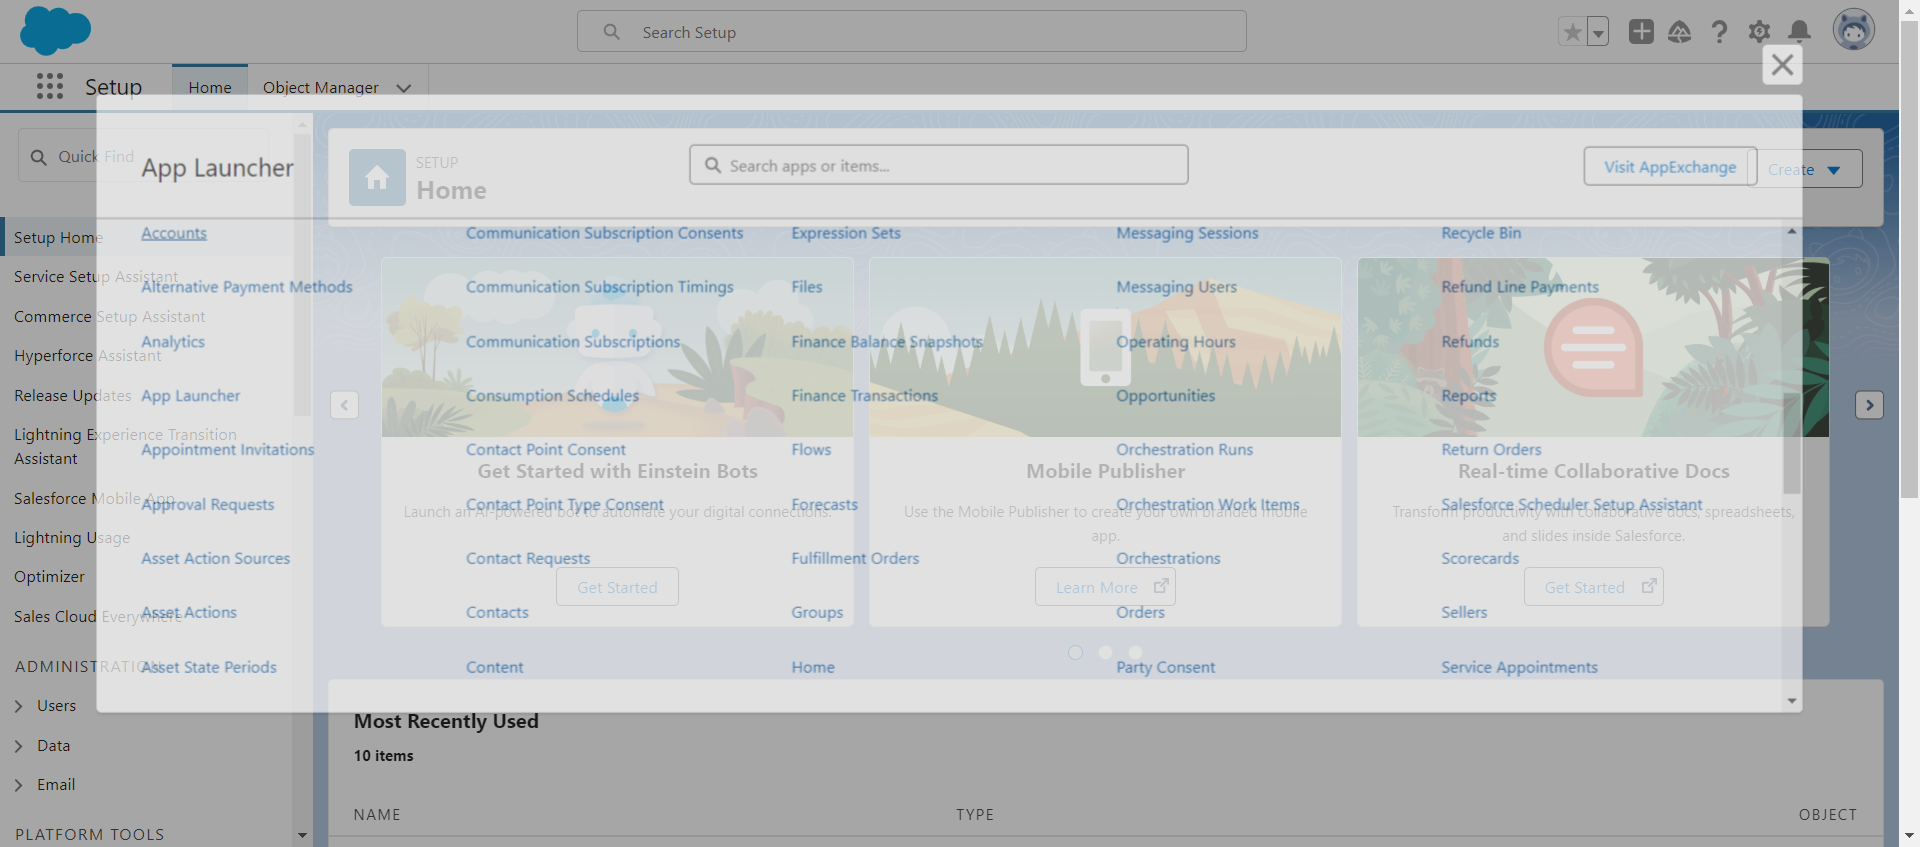 Search Setup
Setup
Home
Object Manager
Quick Find
App Launcher
SETUP
Home
Search apps or items...
Visit AppExchange
Create
Setup Home
Service Setup Assistant
Commerce Setup Assistant
Hyperforce Assistant
Release Updates
Lightning Experience Transition
Assistant
Salesforce Mobile App
Lightning Usage
Optimizer
Sales Cloud Everywhere
ADMINISTRATION
Users
Data
Email
PLATFORM TOOLS
Accounts
Alternative Payment Methods
Analytics
App Launcher
Appointment Invitations
Approval Requests
Asset Action Sources
Asset Actions
Asset State Periods
Communication Subscription Consents
Communication Subscription Timings
Communication Subscriptions
Consumption Schedules
Contact Point Consent
Contact Point Type Consent
Contact Requests
Contacts
Content
Expression Sets
Files
Finance Balance Snapshots
Finance Transactions
Flows
Forecasts
Fulfillment Orders
Groups
Home
Messaging Sessions
Messaging Users
Operating Hours
Opportunities
Orchestration Runs
Orchestration Work Items
Orchestrations
Orders
Party Consent
Recycle Bin
Refund Line Payments
Refunds
Reports
Return Orders
Salesforce Scheduler Setup Assistant
Scorecards
Sellers
Service Appointments
Get Started with Einstein Bots
Launch an AI-powered bot to automate your digital connections.
Get Started
Mobile Publisher
Use the Mobile Publisher to create your own branded mobile
app.
Learn More
Real-time Collaborative Docs
Transform productivity with collaborative docs, spreadsheets,
and slides inside Salesforce.
Get Started
Most Recently Used
10 items
NAME
TYPE
OBJECT